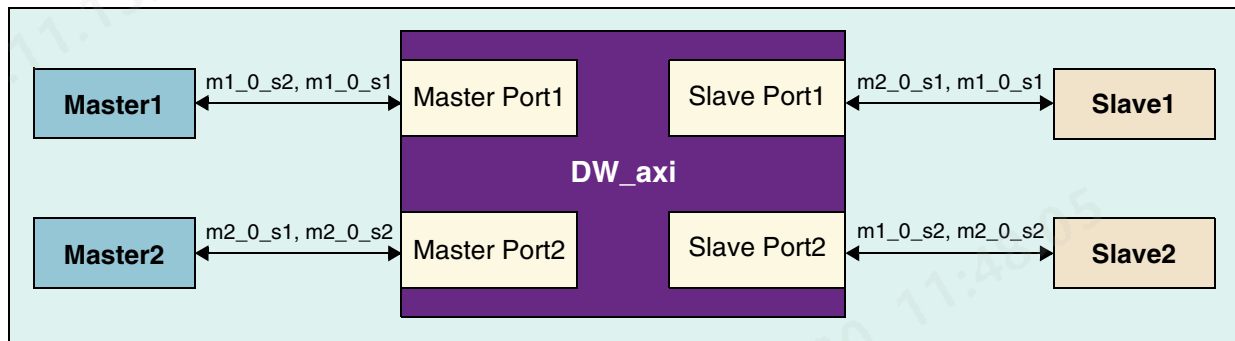 m1_0_s2, m1_0_s1
Master1
Master Port1
Slave Port1
m2_0_s1, m1_0_s1
Slave1
DW_axi
m2_0_s1, m2_0_s2
Master2
Master Port2
Slave Port2
m1_0_s2, m2_0_s2
Slave2